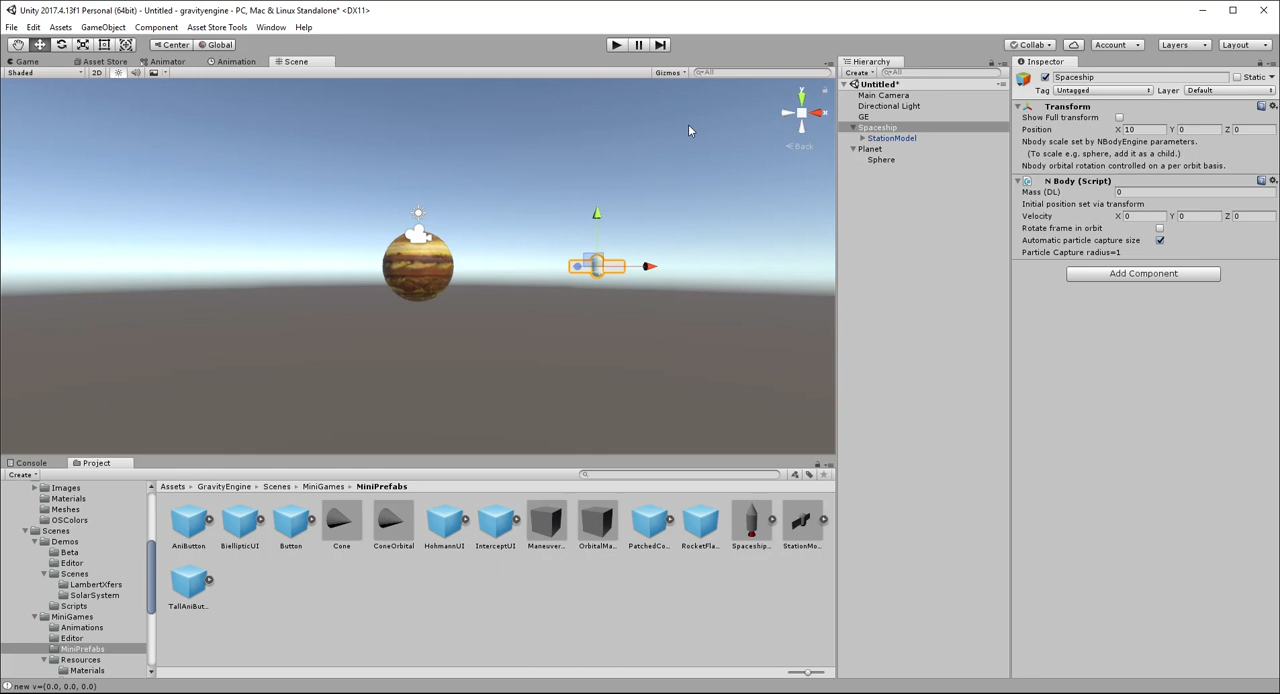 Unity 2017.4.13f1 Personal (64bit) - Untitled - gravityengine - PC, Mac & Linux Standalone* <DX11>
File Edit Assets GameObject Component Asset Store Tools Window Help
Center Global Collab Account Layers Layout
Game Asset Store Animator Animation Scene
Shaded 2D Gizmos All
y
x
Back
Hierarchy
Create All
Untitled*
Main Camera
Directional Light
GE
Spaceship
StationModel
Planet
Sphere
Inspector
Spaceship Static
Tag Untagged Layer Default
Transform
Show Full transform
Position X 10 Y 0 Z 0
Nbody scale set by NBodyEngine parameters.
(To scale e.g. sphere, add it as a child.)
Nbody orbital rotation controlled on a per orbit basis.
N Body (Script)
Mass (DL) 0
Initial position set via transform
Velocity X 0 Y 0 Z 0
Rotate frame in orbit
Automatic particle capture size
Particle Capture radius=1
Add Component
Console Project
Create
Images
Materials
Meshes
OSColors
Scenes
Demos
Beta
Editor
Scenes
LambertXfers
SolarSystem
Scripts
MiniGames
Animations
Editor
MiniPrefabs
Resources
Materials
Assets GravityEngine Scenes MiniGames MiniPrefabs
AniButton BiellipticUI Button Cone ConeOrbital HohmannUI InterceptUI Maneuver... OrbitalMa... PatchedCo... RocketFla... Spaceship... StationMo...
TallAniBut...
new v=(0.0, 0.0, 0.0)